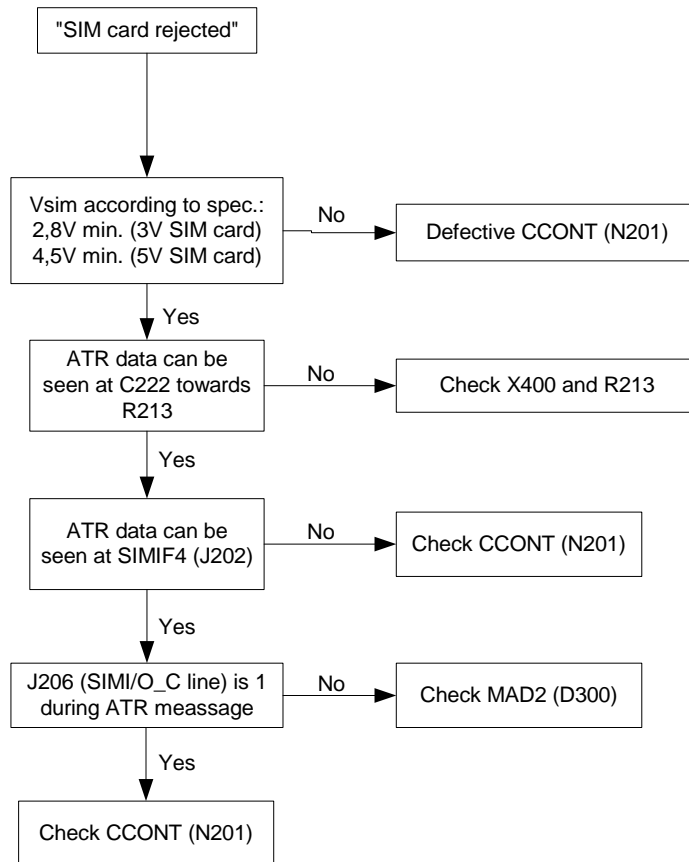 "SIM card rejected"
Vsim according to spec.:
2,8V min. (3V SIM card)
4,5V min. (5V SIM card)
No
Defective CCONT (N201)
Yes
ATR data can be
seen at C222 towards
R213
No
Check X400 and R213
Yes
ATR data can be
seen at SIMIF4 (J202)
No
Check CCONT (N201)
Yes
J206 (SIMI/O_C line) is 1
during ATR meassage
No
Check MAD2 (D300)
Yes
Check CCONT (N201)